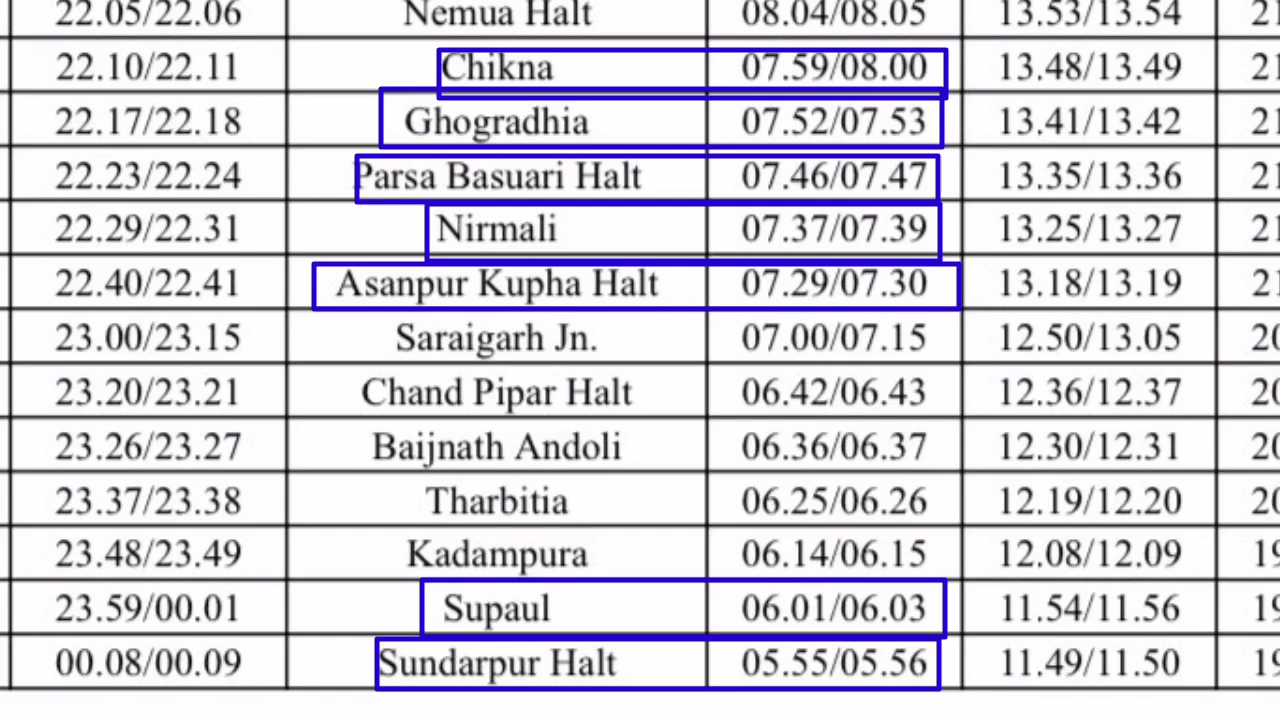 22.05/22.06 Nemua Halt 08.04/08.05 13.53/13.54
22.10/22.11 Chikna 07.59/08.00 13.48/13.49
22.17/22.18 Ghogradhia 07.52/07.53 13.41/13.42
22.23/22.24 Parsa Basuari Halt 07.46/07.47 13.35/13.36
22.29/22.31 Nirmali 07.37/07.39 13.25/13.27
22.40/22.41 Asanpur Kupha Halt 07.29/07.30 13.18/13.19
23.00/23.15 Saraigarh Jn. 07.00/07.15 12.50/13.05
23.20/23.21 Chand Pipar Halt 06.42/06.43 12.36/12.37
23.26/23.27 Baijnath Andoli 06.36/06.37 12.30/12.31
23.37/23.38 Tharbitia 06.25/06.26 12.19/12.20
23.48/23.49 Kadampura 06.14/06.15 12.08/12.09
23.59/00.01 Supaul 06.01/06.03 11.54/11.56
00.08/00.09 Sundarpur Halt 05.55/05.56 11.49/11.50